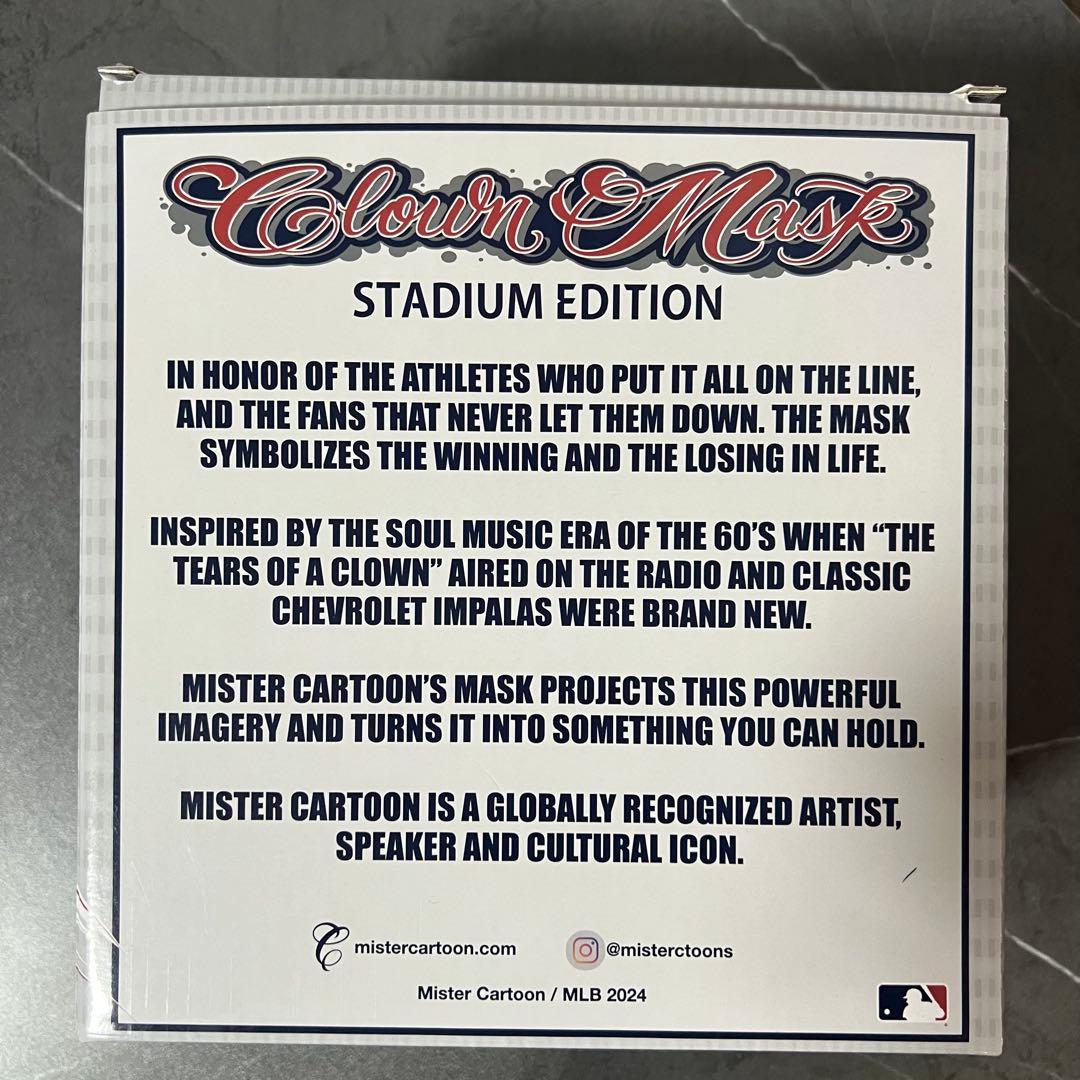 Clown Mask
STADIUM EDITION
IN HONOR OF THE ATHLETES WHO PUT IT ALL ON THE LINE,
AND THE FANS THAT NEVER LET THEM DOWN. THE MASK
SYMBOLIZES THE WINNING AND THE LOSING IN LIFE.
INSPIRED BY THE SOUL MUSIC ERA OF THE 60'S WHEN “THE
TEARS OF A CLOWN” AIRED ON THE RADIO AND CLASSIC
CHEVROLET IMPALAS WERE BRAND NEW.
MISTER CARTOON'S MASK PROJECTS THIS POWERFUL
IMAGERY AND TURNS IT INTO SOMETHING YOU CAN HOLD.
MISTER CARTOON IS A GLOBALLY RECOGNIZED ARTIST,
SPEAKER AND CULTURAL ICON.
mistercartoon.com @misterctoons
Mister Cartoon / MLB 2024